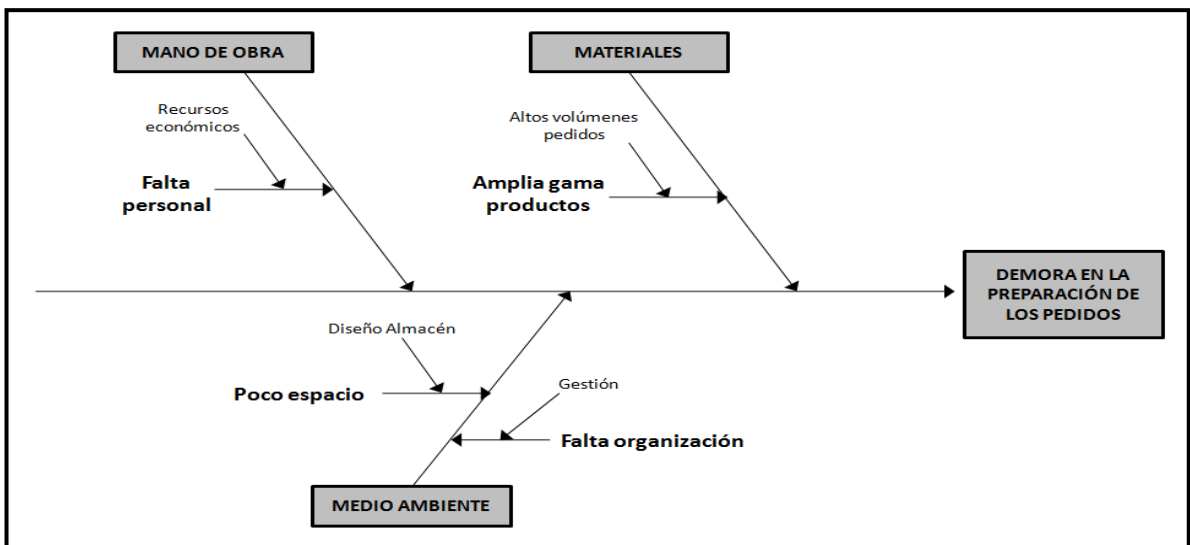 MANO DE OBRA
MATERIALES
Recursos
económicos
Altos volúmenes
pedidos
Falta
personal
Amplia gama
productos
DEMORA EN LA
PREPARACIÓN DE
LOS PEDIDOS
Diseño Almacén
Poco espacio
Gestión
Falta organización
MEDIO AMBIENTE